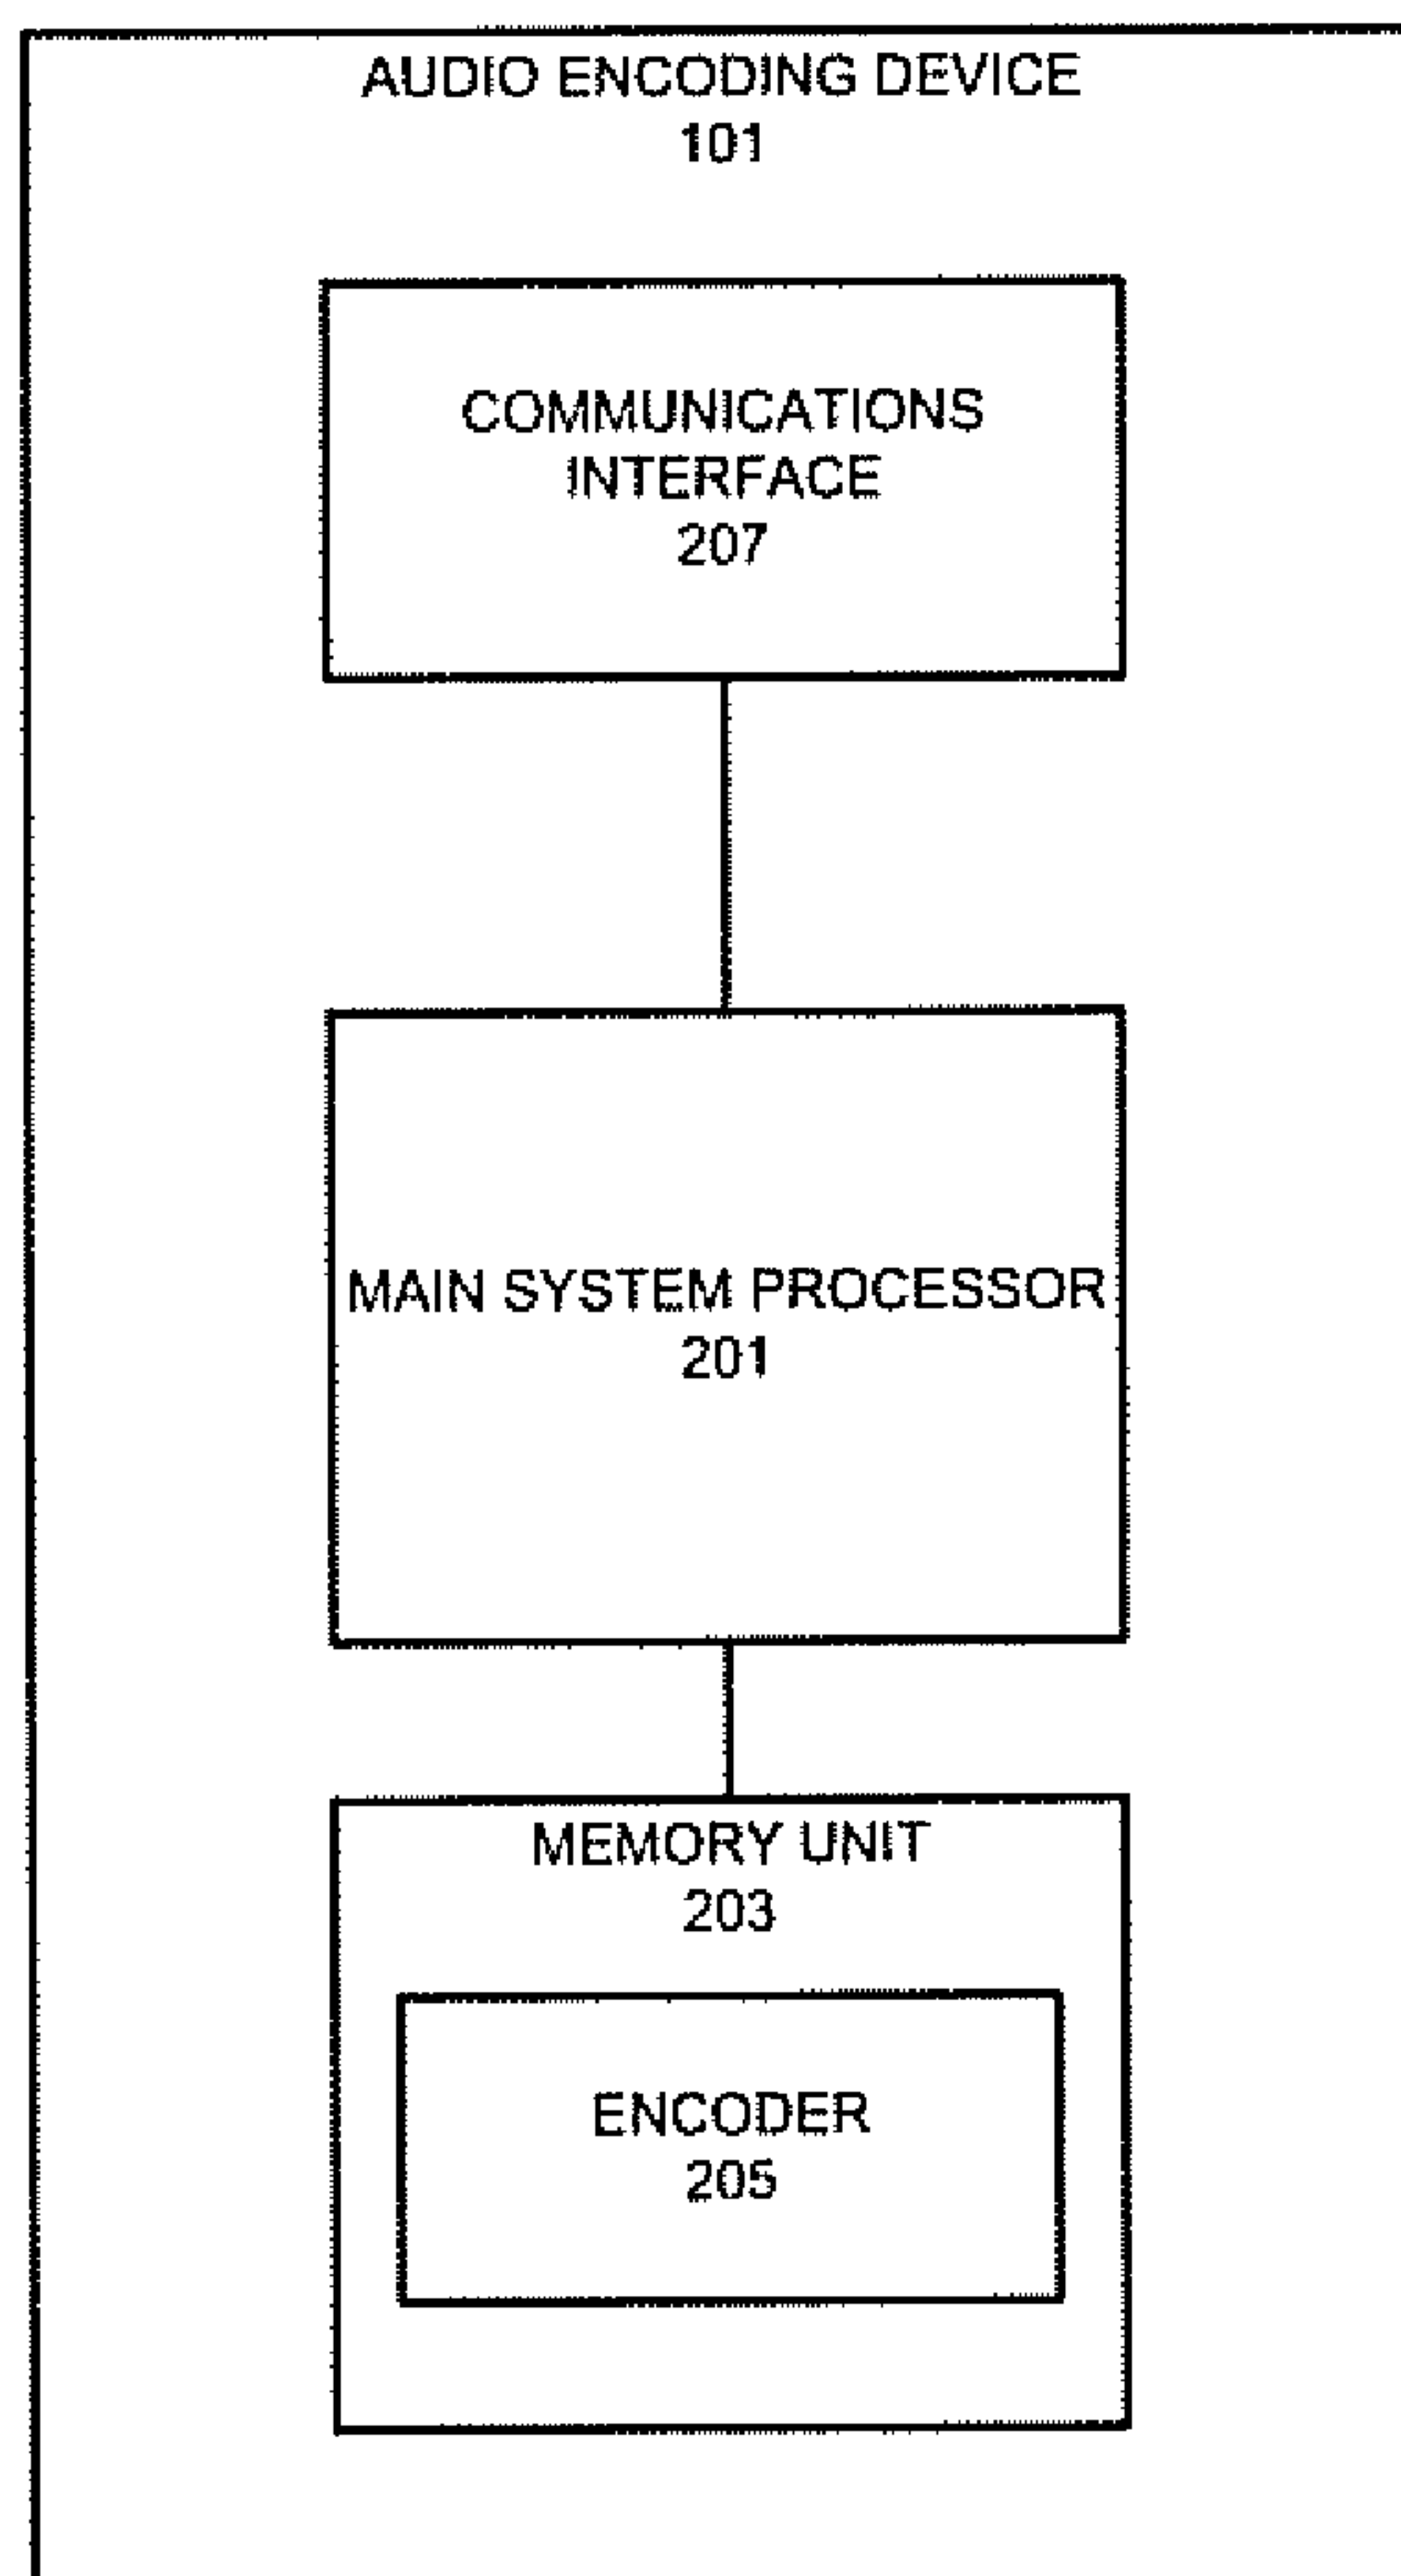 AUDIO ENCODING DEVICE
101
COMMUNICATIONS
INTERFACE
207
MAIN SYSTEM PROCESSOR
201
MEMORY UNIT
203
ENCODER
205